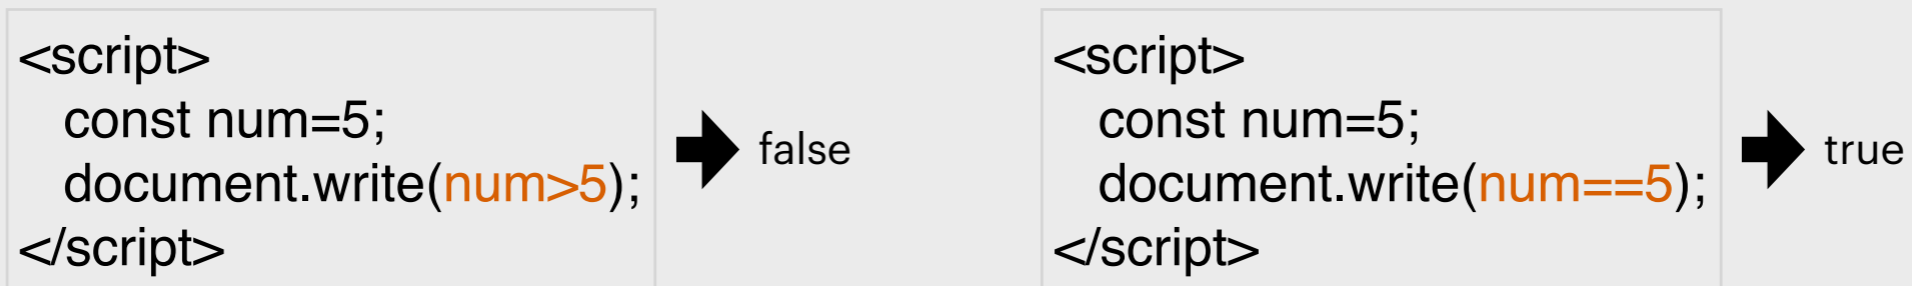 <script>
const num=5;
document.write(num>5);
</script>
false
<script>
const num=5;
document.write(num==5);
</script>
true